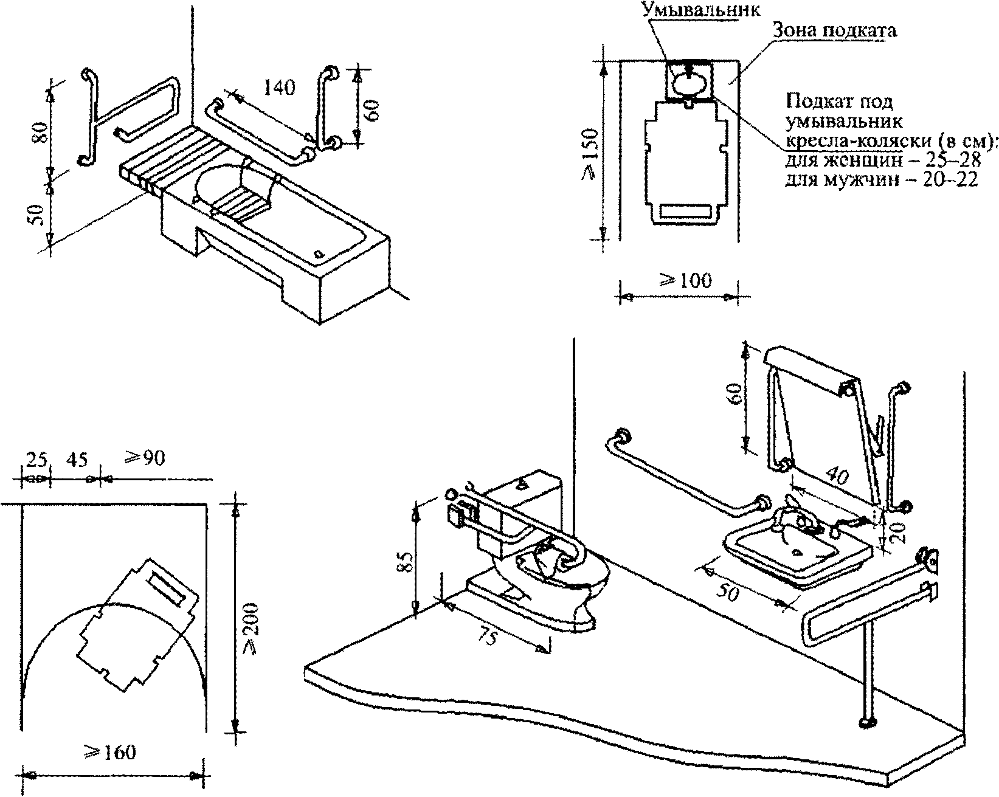 Умывальник
Зона подката
Подкат под
умывальник
кресла-коляски (в см):
для женщин – 25–28
для мужчин – 20–22
140
60
80
50
⩾150
⩾100
60
40
20
50
85
75
25 45 ⩾90
⩾200
⩾160